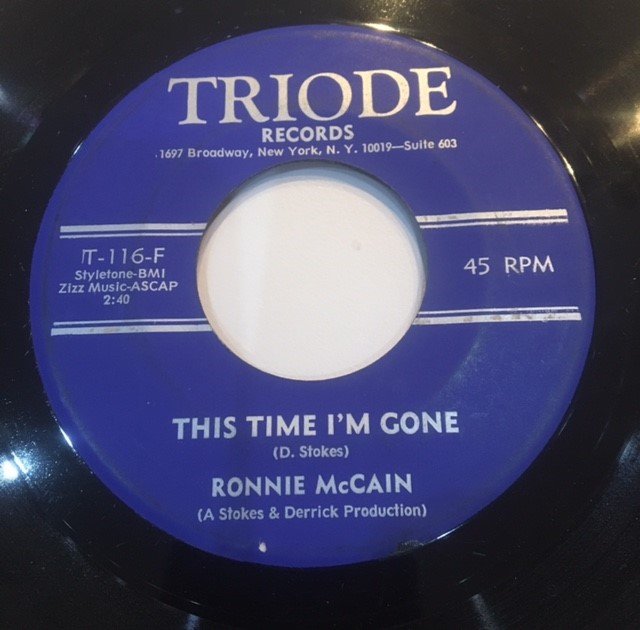 TRIODE
RECORDS
1697 Broadway, New York, N. Y. 10019—Suite 603
T-116-F
Styletone-BMI
Zizz Music-ASCAP
2:40
45 RPM
THIS TIME I'M GONE
(D. Stokes)
RONNIE McCAIN
(A Stokes & Derrick Production)